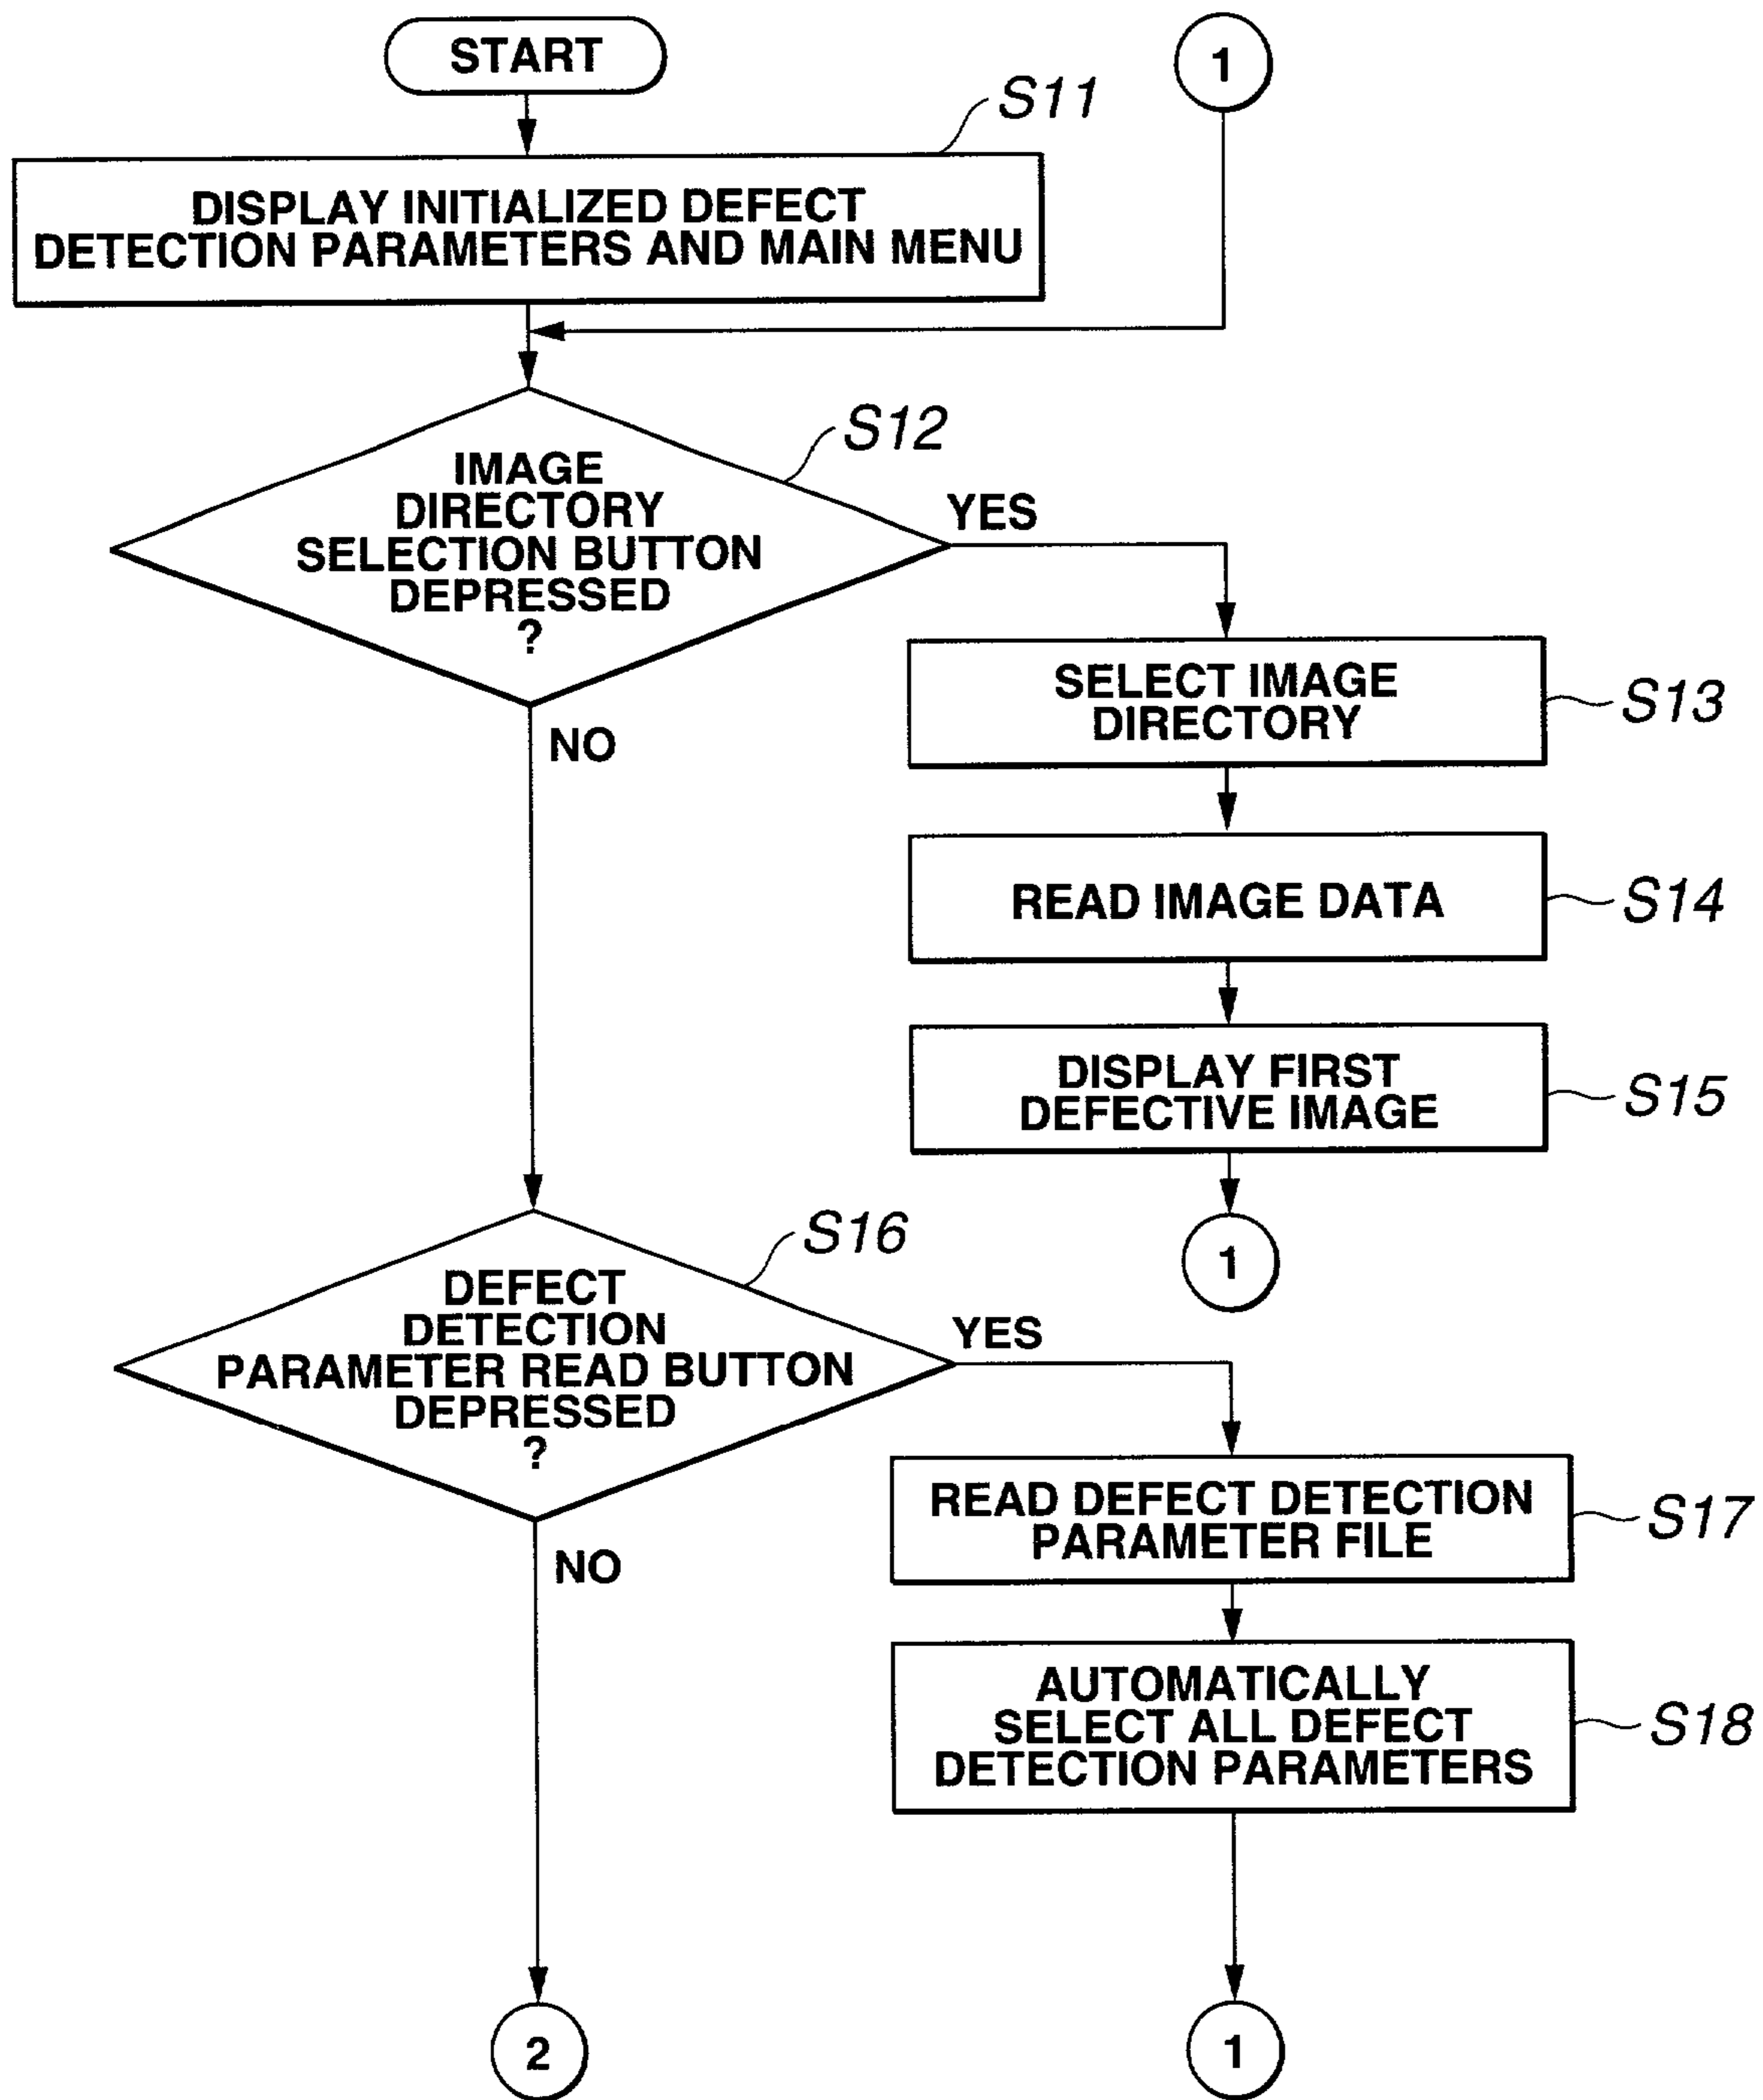 START
1
S11
DISPLAY INITIALIZED DEFECT
DETECTION PARAMETERS AND MAIN MENU
S12
IMAGE
DIRECTORY
SELECTION BUTTON
DEPRESSED
?
YES
NO
SELECT IMAGE
DIRECTORY
S13
READ IMAGE DATA
S14
DISPLAY FIRST
DEFECTIVE IMAGE
S15
1
S16
DEFECT
DETECTION
PARAMETER READ BUTTON
DEPRESSED
?
YES
NO
READ DEFECT DETECTION
PARAMETER FILE
S17
AUTOMATICALLY
SELECT ALL DEFECT
DETECTION PARAMETERS
S18
2
1